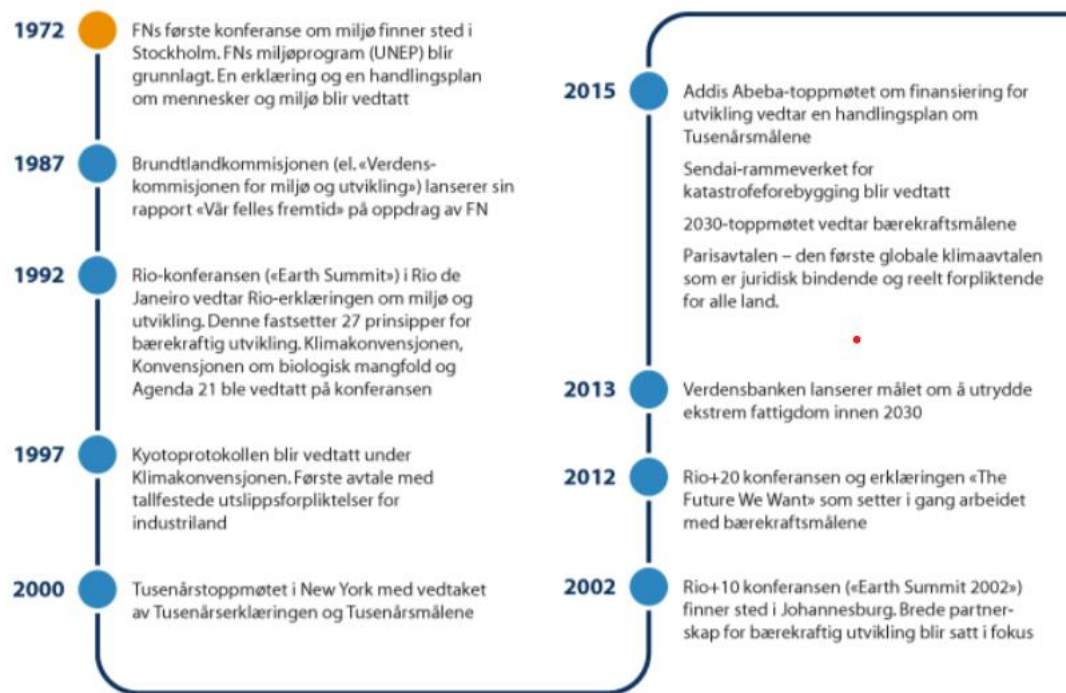 1972
FNs første konferanse om miljø finner sted i
Stockholm. FNs miljøprogram (UNEP) blir
grunnlagt. En erklæring og en handlingsplan
om mennesker og miljø blir vedtatt
1987
Brundtlandkommisjonen (el. «Verdens-
kommisjonen for miljø og utvikling») lanserer sin
rapport «Vår felles fremtid» på oppdrag av FN
1992
Rio-konferansen («Earth Summit») i Rio de
Janeiro vedtar Rio-erklæringen om miljø og
utvikling. Denne fastsetter 27 prinsipper for
bærekraftig utvikling. Klimakonvensjonen,
Konvensjonen om biologisk mangfold og
Agenda 21 ble vedtatt på konferansen
1997
Kyotoprotokollen blir vedtatt under
Klimakonvensjonen. Første avtale med
tallfestede utslippsforpliktelser for
industriland
2000
Tusenårstoppmøtet i New York med vedtaket
av Tusenårserklæringen og Tusenårsmålene
2015
Addis Abeba-toppmøtet om finansiering for
utvikling vedtar en handlingsplan om
Tusenårsmålene
Sendai-rammeverket for
katastrofeforebygging blir vedtatt
2030-toppmøtet vedtar bærekraftsmålene
Parisavtalen – den første globale klimaavtalen
som er juridisk bindende og reelt forpliktende
for alle land.
2013
Verdensbanken lanserer målet om å utrydde
ekstrem fattigdom innen 2030
2012
Rio+20 konferansen og erklæringen «The
Future We Want» som setter i gang arbeidet
med bærekraftsmålene
2002
Rio+10 konferansen («Earth Summit 2002»)
finner sted i Johannesburg. Brede partner-
skap for bærekraftig utvikling blir satt i fokus